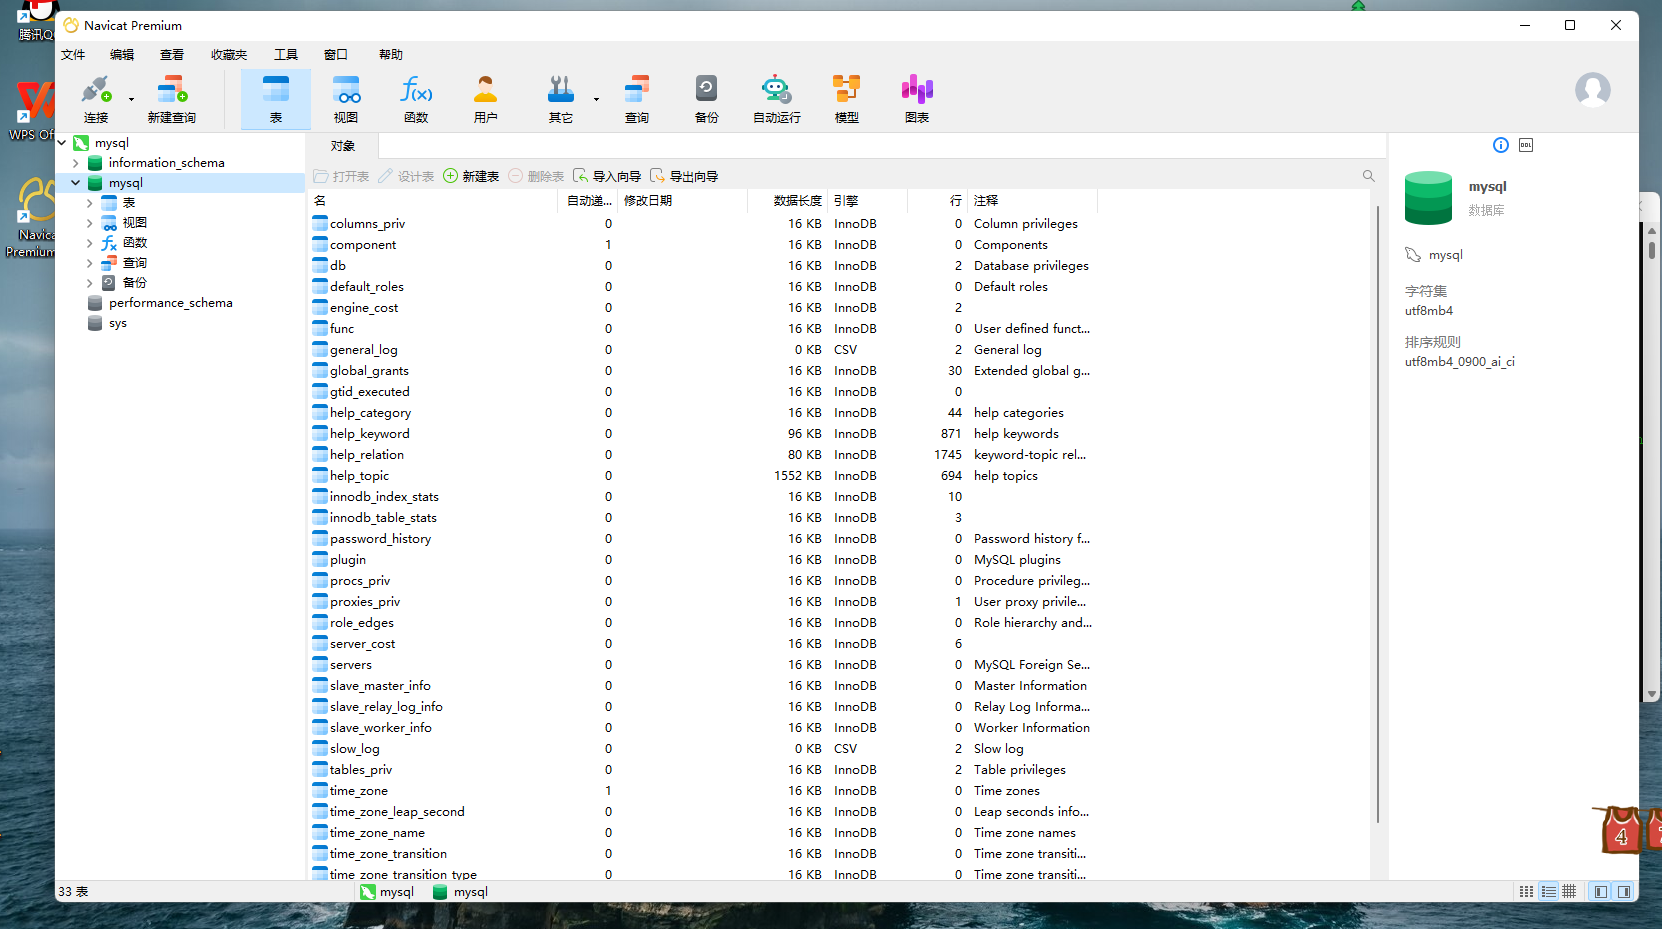 腾讯Q
WPS Of
Navica
Premium
Navicat Premium
文件 编辑 查看 收藏夹 工具 窗口 帮助
连接 新建查询 表 视图 函数 用户 其它 查询 备份 自动运行 模型 图表
mysql
information_schema
mysql
表
视图
函数
查询
备份
performance_schema
sys
对象
打开表 设计表 新建表 删除表 导入向导 导出向导
名 自动递... 修改日期 数据长度 引擎 行 注释
columns_priv 0 16 KB InnoDB 0 Column privileges
component 1 16 KB InnoDB 0 Components
db 0 16 KB InnoDB 2 Database privileges
default_roles 0 16 KB InnoDB 0 Default roles
engine_cost 0 16 KB InnoDB 2
func 0 16 KB InnoDB 0 User defined funct...
general_log 0 0 KB CSV 2 General log
global_grants 0 16 KB InnoDB 30 Extended global g...
gtid_executed 0 16 KB InnoDB 0
help_category 0 16 KB InnoDB 44 help categories
help_keyword 0 96 KB InnoDB 871 help keywords
help_relation 0 80 KB InnoDB 1745 keyword-topic rel...
help_topic 0 1552 KB InnoDB 694 help topics
innodb_index_stats 0 16 KB InnoDB 10
innodb_table_stats 0 16 KB InnoDB 3
password_history 0 16 KB InnoDB 0 Password history f...
plugin 0 16 KB InnoDB 0 MySQL plugins
procs_priv 0 16 KB InnoDB 0 Procedure privileg...
proxies_priv 0 16 KB InnoDB 1 User proxy privile...
role_edges 0 16 KB InnoDB 0 Role hierarchy and...
server_cost 0 16 KB InnoDB 6
servers 0 16 KB InnoDB 0 MySQL Foreign Se...
slave_master_info 0 16 KB InnoDB 0 Master Information
slave_relay_log_info 0 16 KB InnoDB 0 Relay Log Informa...
slave_worker_info 0 16 KB InnoDB 0 Worker Information
slow_log 0 0 KB CSV 2 Slow log
tables_priv 0 16 KB InnoDB 2 Table privileges
time_zone 1 16 KB InnoDB 0 Time zones
time_zone_leap_second 0 16 KB InnoDB 0 Leap seconds info...
time_zone_name 0 16 KB InnoDB 0 Time zone names
time_zone_transition 0 16 KB InnoDB 0 Time zone transiti...
time_zone_transition_type 0 16 KB InnoDB 0 Time zone transiti...
DDL
mysql
数据库
mysql
字符集
utf8mb4
排序规则
utf8mb4_0900_ai_ci
4
33 表 mysql mysql